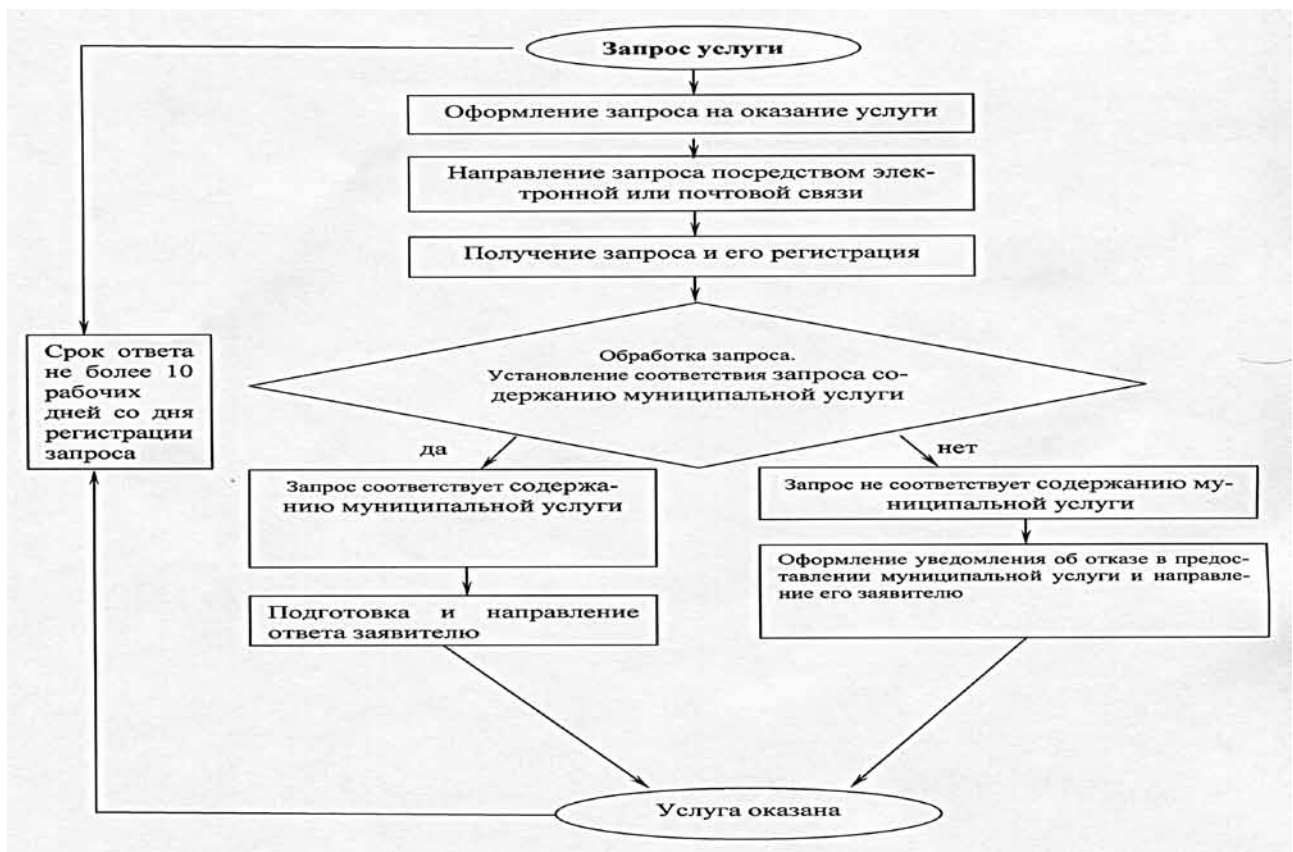 Запрос услуги
Оформление запроса на оказание услуги
Направление запроса посредством элек-
тронной или почтовой связи
Получение запроса и его регистрация
Срок ответа
не более 10
рабочих
дней со дня
регистрации
запроса
Обработка запроса.
Установление соответствия запроса со-
держанию муниципальной услуги
да
нет
Запрос соответствует содержа-
нию муниципальной услуги
Запрос не соответствует содержанию му-
ниципальной услуги
Подготовка и направление
ответа заявителю
Оформление уведомления об отказе в предос-
тавлении муниципальной услуги и направле-
ние его заявителю
Услуга оказана